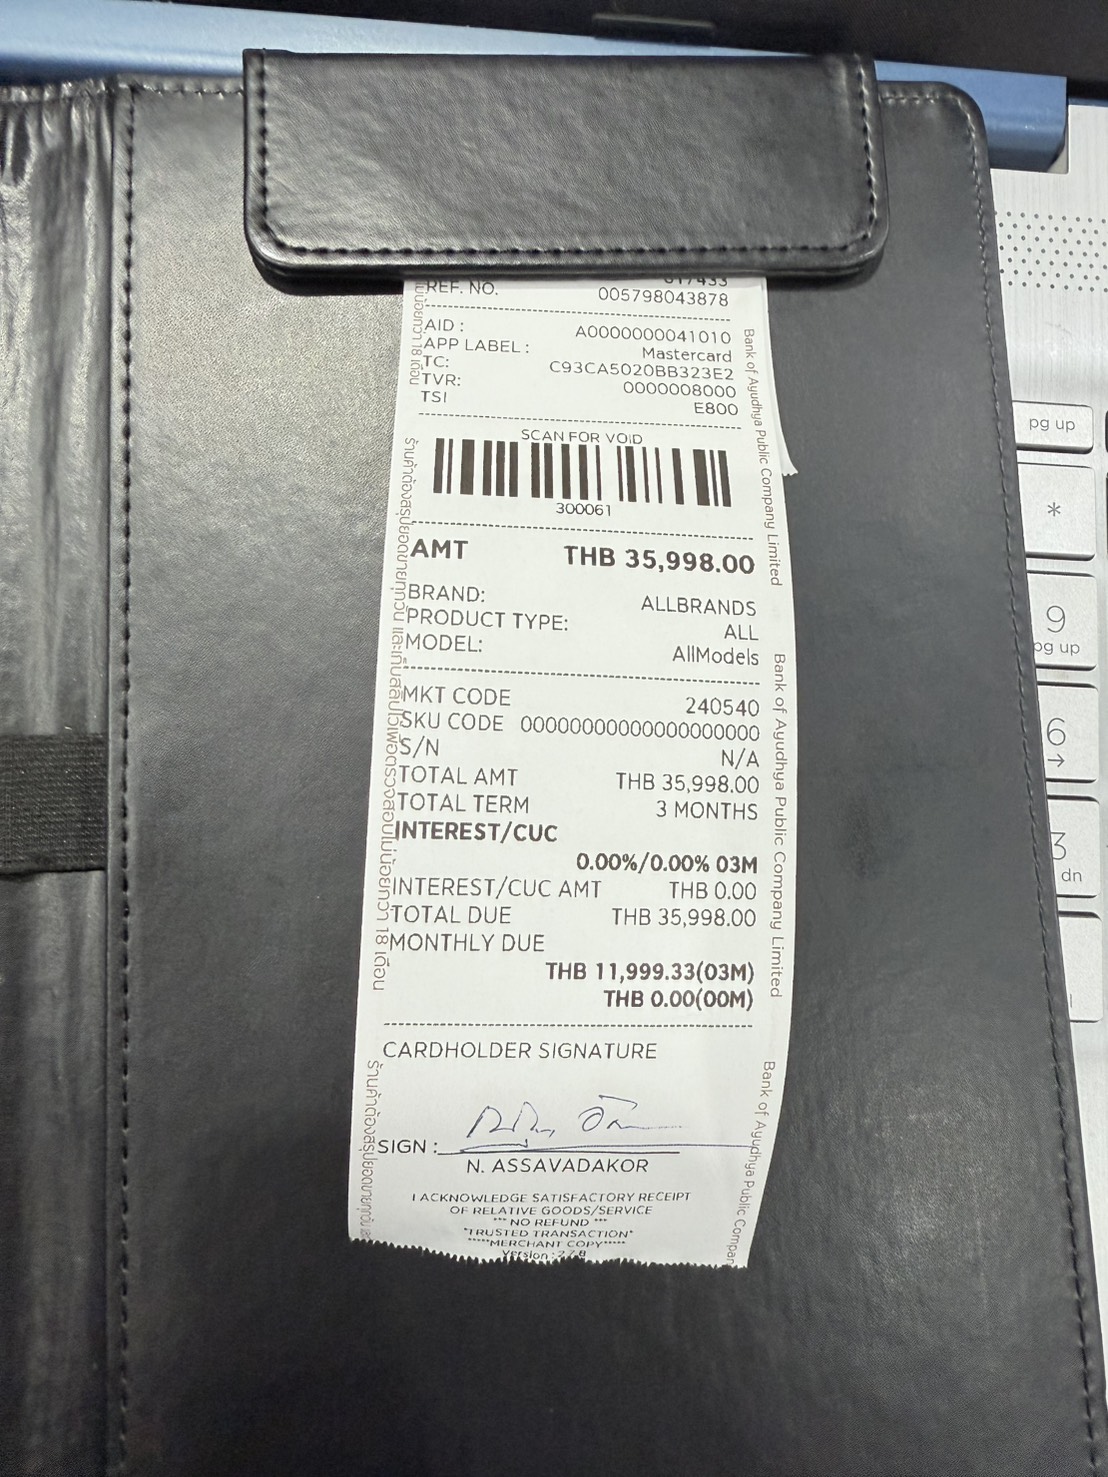 REF. NO. 005798043878
AID : A0000000041010
APP LABEL : Mastercard
TC: C93CA5020BB323E2
TVR: 0000008000
TSI E800
SCAN FOR VOID
300061
AMT THB 35,998.00
BRAND: ALLBRANDS
PRODUCT TYPE: ALL
MODEL: AllModels
MKT CODE 240540
SKU CODE 00000000000000000000
S/N N/A
TOTAL AMT THB 35,998.00
TOTAL TERM 3 MONTHS
INTEREST/CUC
0.00%/0.00% 03M
INTEREST/CUC AMT THB 0.00
TOTAL DUE THB 35,998.00
MONTHLY DUE
THB 11,999.33(03M)
THB 0.00(00M)
CARDHOLDER SIGNATURE
SIGN :
N. ASSAVADAKOR
I ACKNOWLEDGE SATISFACTORY RECEIPT
OF RELATIVE GOODS/SERVICE
*** NO REFUND ***
*TRUSTED TRANSACTION*
*****MERCHANT COPY*****
Bank of Ayudhya Public Company Limited
Bank of Ayudhya Public Company Limited
Bank of Ayudhya Public Compan
pg up
*
9
pg up
6
→
3
dn